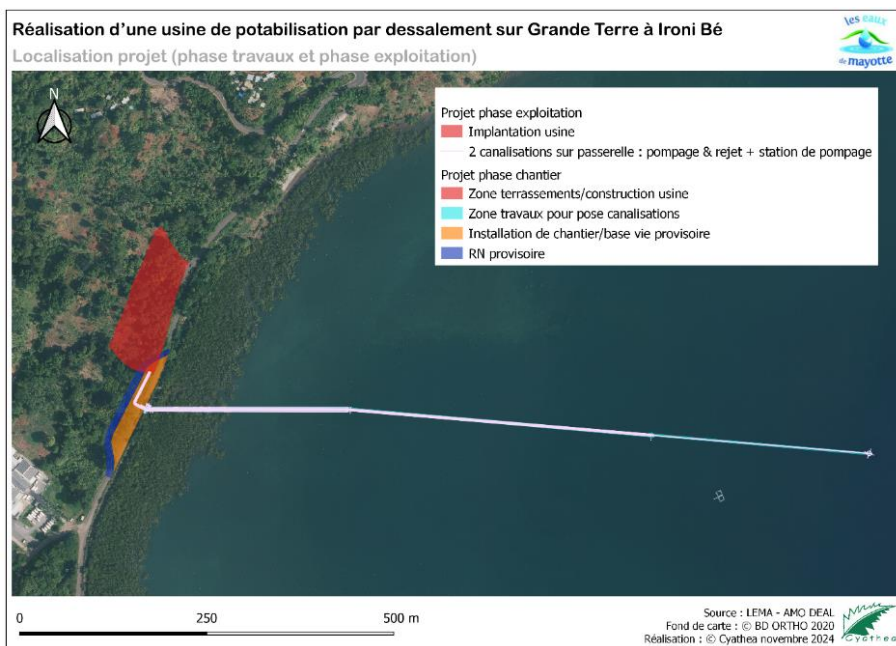 Réalisation d'une usine de potabilisation par dessalement sur Grande Terre à Ironi Bé
Localisation projet (phase travaux et phase exploitation)
les eaux
de mayotte
N
Projet phase exploitation
Implantation usine
2 canalisations sur passerelle : pompage & rejet + station de pompage
Projet phase chantier
Zone terrassements/construction usine
Zone travaux pour pose canalisations
Installation de chantier/base vie provisoire
RN provisoire
0 250 500 m
Source : LEMA - AMO DEAL
Fond de carte : © BD ORTHO 2020
Réalisation : © Cyathea novembre 2024
Cyathea